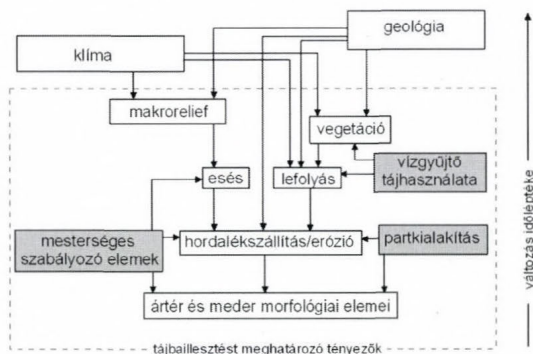 geológia
klíma
makrorelief
vegetáció
vízgyűjtő
tájhasználata
esés
lefolyás
mesterséges
szabályozó elemek
hordalékszállítás/erózió
partkialakítás
ártér és meder morfológiai elemei
tájbaillesztést meghatározó tényezők
változás időléptéke